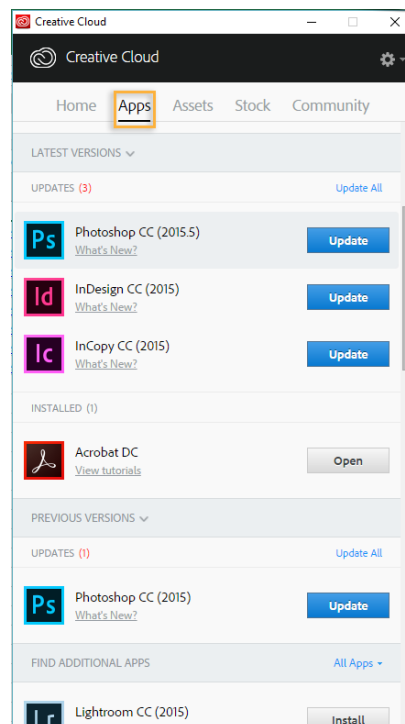 Creative Cloud
Creative Cloud
Home Apps Assets Stock Community
LATEST VERSIONS
UPDATES (3) Update All
Ps Photoshop CC (2015.5) Update
What's New?
Id InDesign CC (2015) Update
What's New?
Ic InCopy CC (2015) Update
What's New?
INSTALLED (1)
Acrobat DC Open
View tutorials
PREVIOUS VERSIONS
UPDATES (1) Update All
Ps Photoshop CC (2015) Update
What's New?
FIND ADDITIONAL APPS All Apps
Lr Lightroom CC (2015) Install